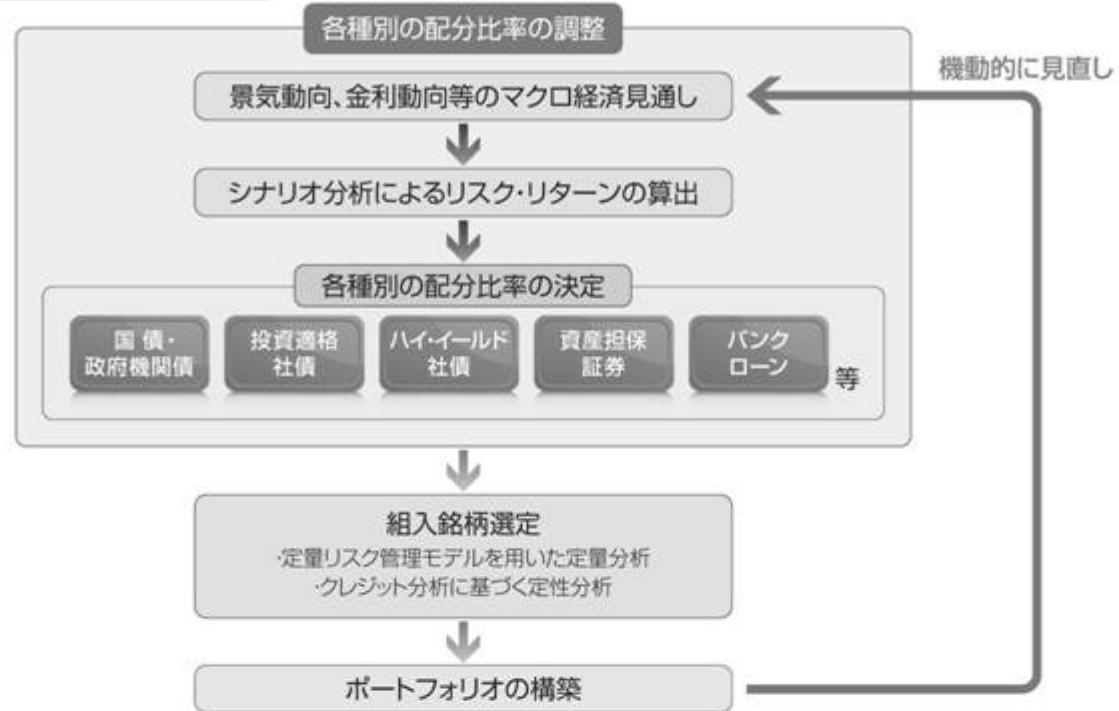 各種別の配分比率の調整
機動的に見直し
景気動向、金利動向等のマクロ経済見通し
シナリオ分析によるリスク・リターンの算出
各種別の配分比率の決定
国債・
政府機関債
投資適格
社債
ハイ・イールド
社債
資産担保
証券
バンク
ローン
等
組入銘柄選定
・定量リスク管理モデルを用いた定量分析
・クレジット分析に基づく定性分析
ポートフォリオの構築